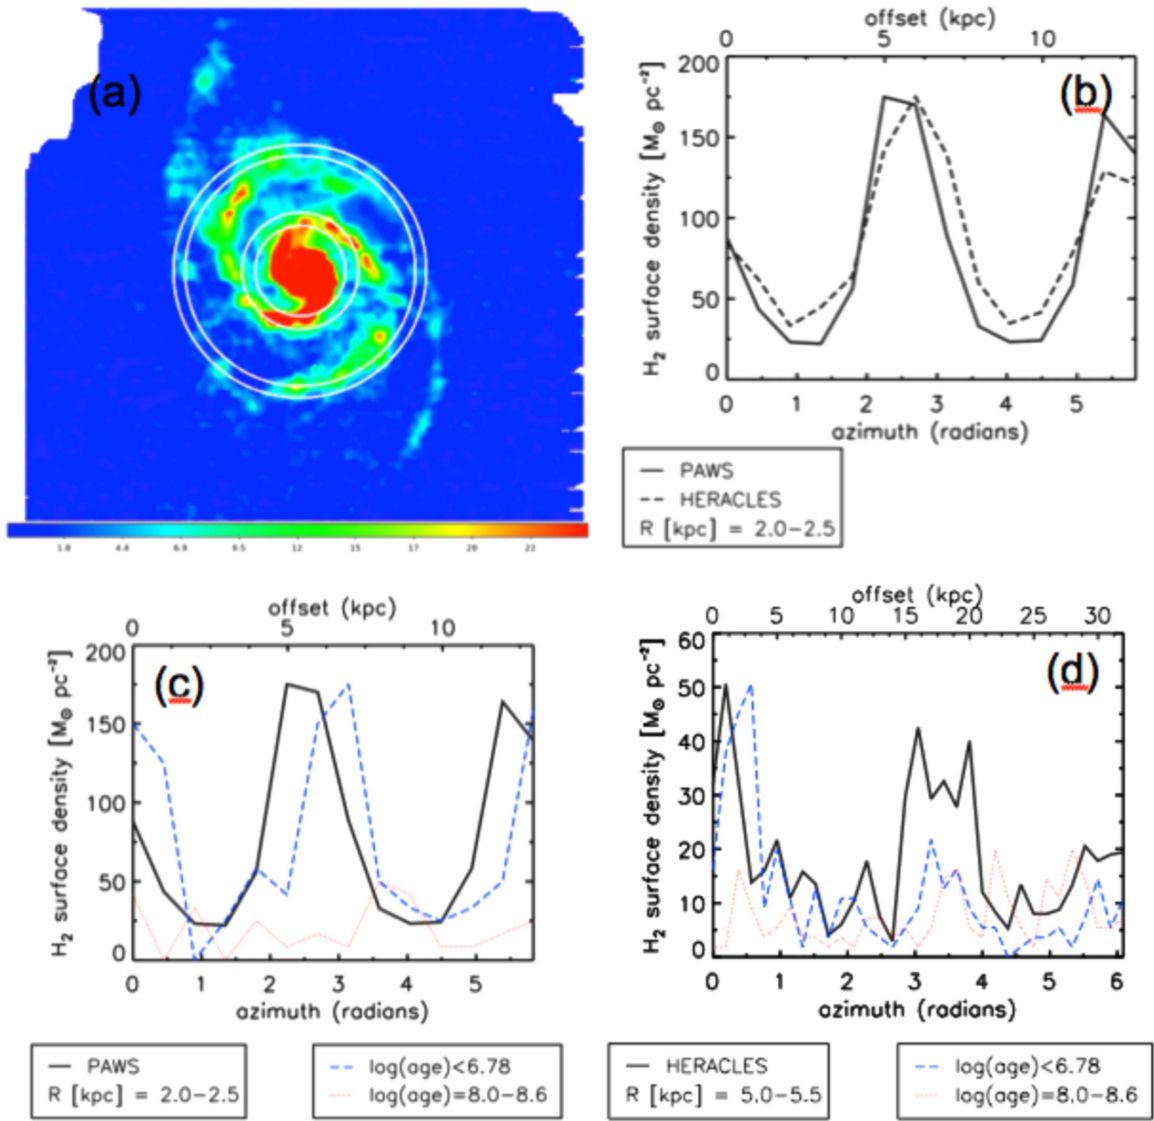 (a)
1.8 4.4 6.9 9.5 12 15 17 20 22
offset (kpc)
0 5 10
(b)
200
150
100
50
0
H₂ surface density [M⊙ pc⁻²]
0 1 2 3 4 5
azimuth (radians)
PAWS
HERACLES
R [kpc] = 2.0–2.5
offset (kpc)
0 5 10
(c)
200
150
100
50
0
H₂ surface density [M⊙ pc⁻²]
0 1 2 3 4 5
azimuth (radians)
PAWS
R [kpc] = 2.0–2.5
log(age)<6.78
log(age)=8.0–8.6
offset (kpc)
0 5 10 15 20 25 30
(d)
60
50
40
30
20
10
0
H₂ surface density [M⊙ pc⁻²]
0 1 2 3 4 5 6
azimuth (radians)
HERACLES
R [kpc] = 5.0–5.5
log(age)<6.78
log(age)=8.0–8.6